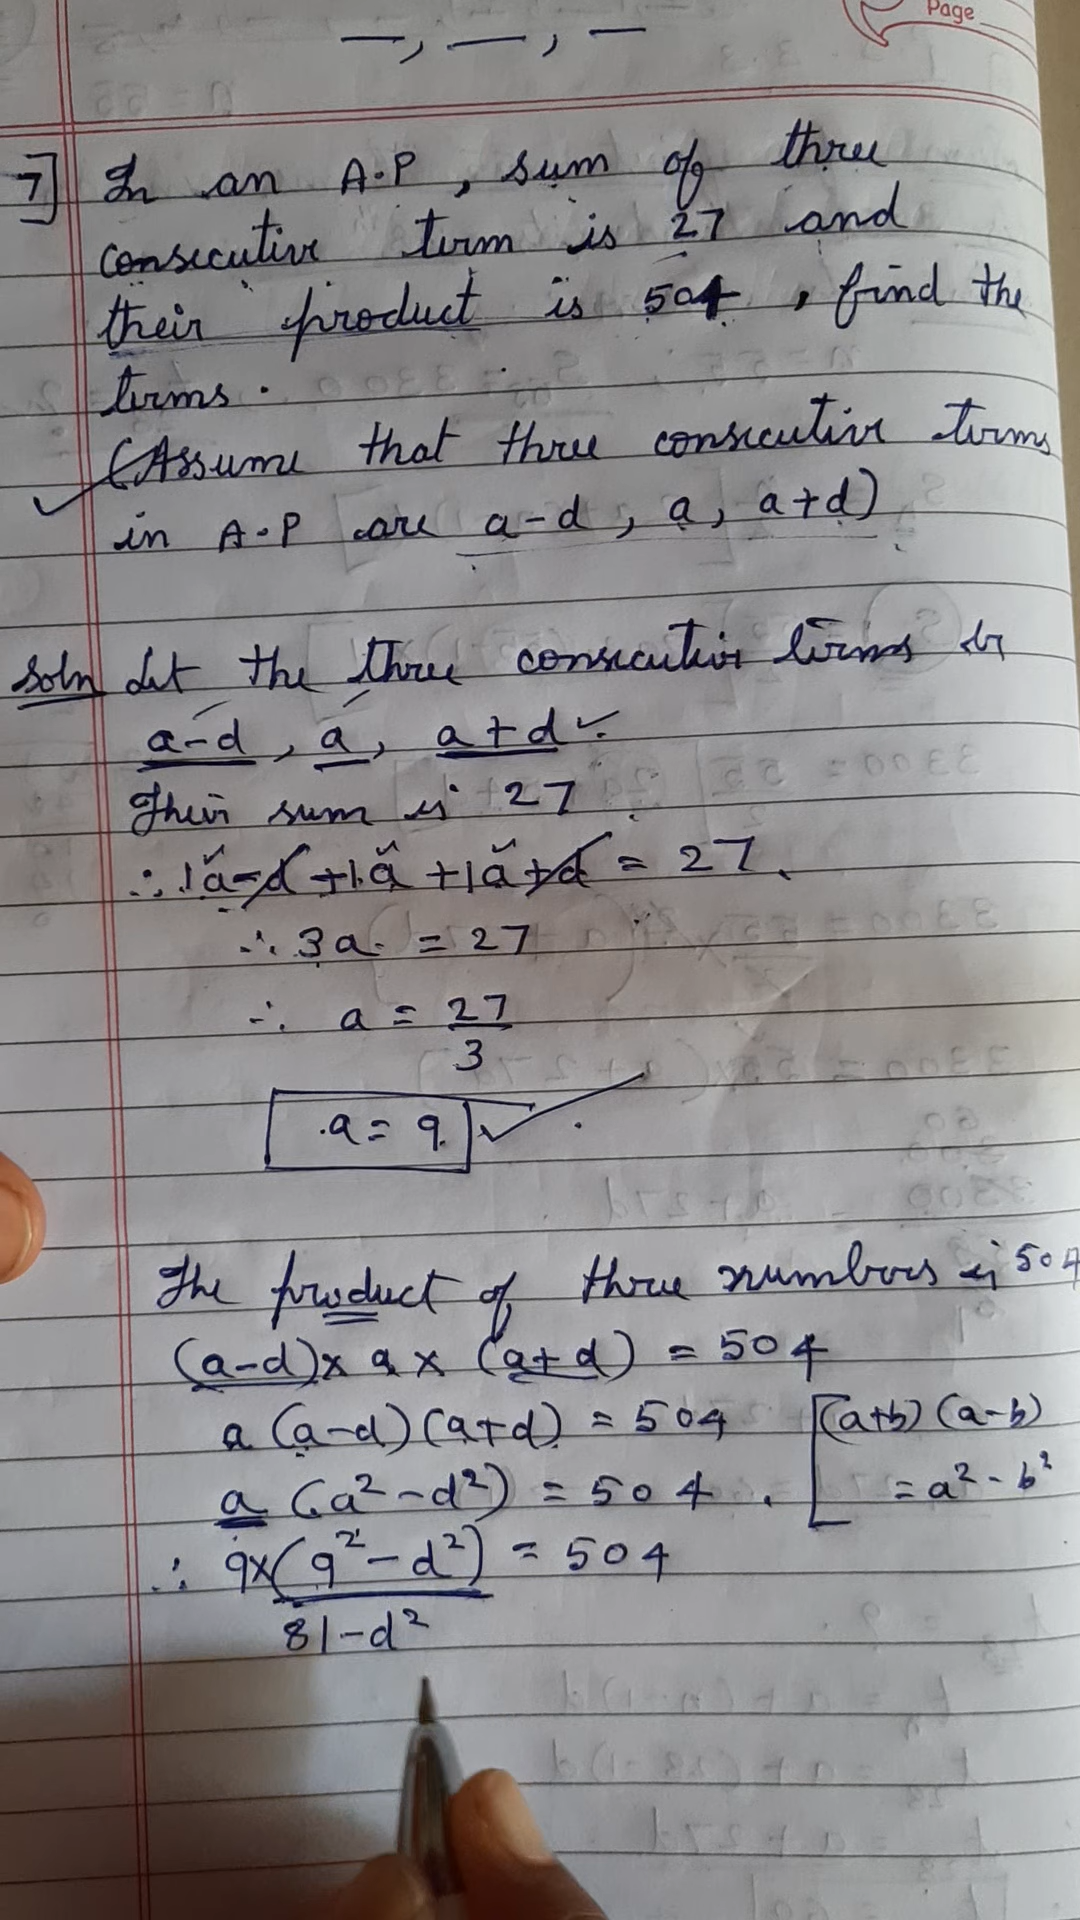 Page
—, —, —
7] In an A.P, sum of three
consecutive term is 27 and
their product is 504, find the
terms.
(Assume that three consecutive terms
in A.P are a-d, a, a+d)
Soln Let the three consecutive terms be
a-d, a, a+d
Their sum is 27
∴ 1a-d+1a+1a+d = 27
∴ 3a = 27
∴ a = 27/3
a = 9
The product of three numbers is 504
(a-d)×a×(a+d) = 504
a(a-d)(a+d) = 504 [(a+b)(a-b)
a(a²-d²) = 504. = a²-b²
∴ 9×(9²-d²) = 504
81-d²